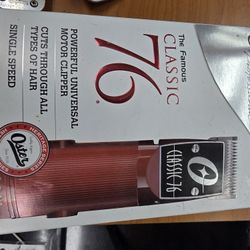 The Famous
CLASSIC
76®
POWERFUL UNIVERSAL
MOTOR CLIPPER
CUTS THROUGH ALL
TYPES OF HAIR
SINGLE SPEED
Oster
O
CLASSIC 76